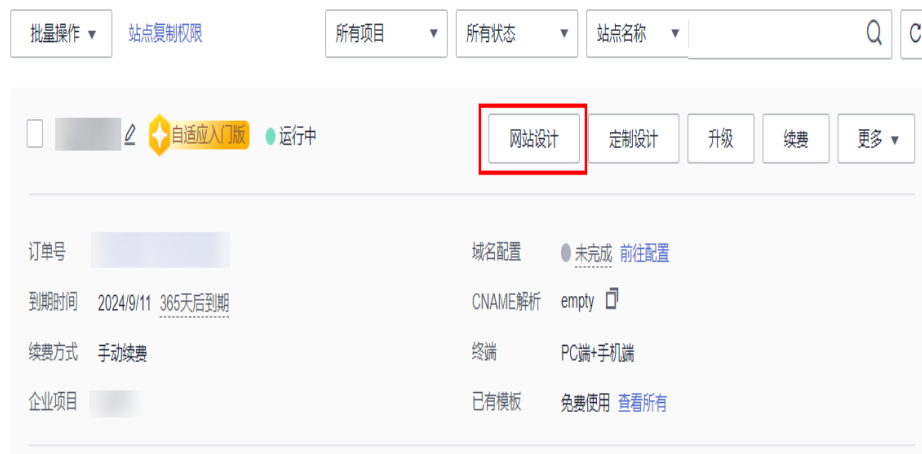 批量操作 站点复制权限 所有项目 所有状态 站点名称
自适应入门版 运行中 网站设计 定制设计 升级 续费 更多
订单号 域名配置 未完成 前往配置
到期时间 2024/9/11 365天后到期 CNAME解析 empty
续费方式 手动续费 终端 PC端+手机端
企业项目 已有模板 免费使用 查看所有